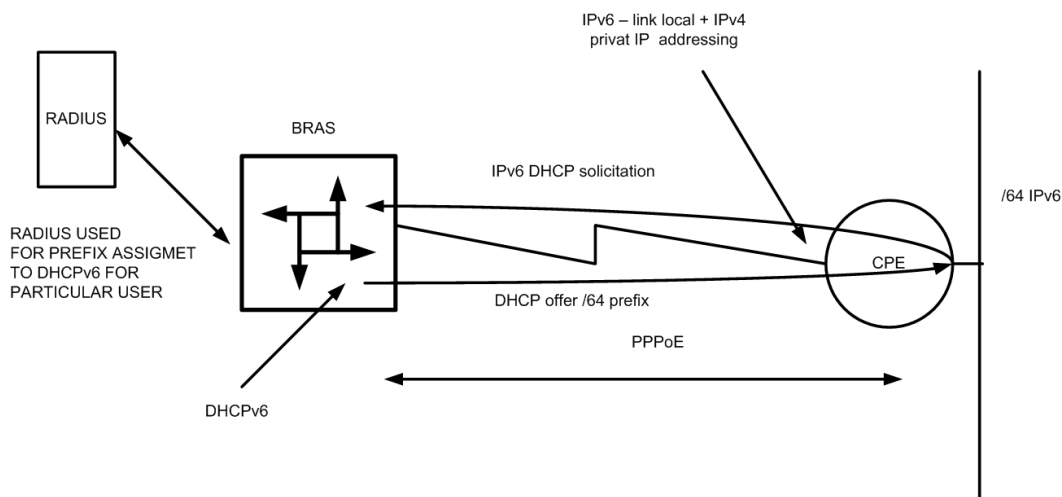 IPv6 – link local + IPv4
privat IP  addressing
RADIUS
BRAS
IPv6 DHCP solicitation
/64 IPv6
RADIUS USED
FOR PREFIX ASSIGMET
TO DHCPv6 FOR
PARTICULAR USER
CPE
DHCP offer /64 prefix
PPPoE
DHCPv6